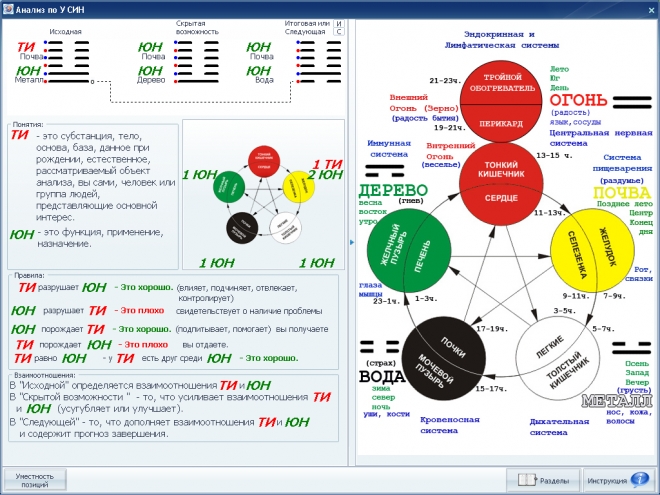 Анализ по У СИН
Исходная
Скрытая
возможность
Итоговая или
Следующая
И
С
ТИ
Почва
ЮН
Металл
ЮН
Почва
ЮН
Дерево
ЮН
Почва
ЮН
Вода
Понятия:
ТИ - это субстанция, тело,
основа, база, данное при
рождении, естественное,
рассматриваемый объект
анализа, вы сами, человек или
группа людей,
представляющие основной
интерес.
ЮН - это функция, применение,
назначение.
1 ТИ
1 ЮН
2 ЮН
1 ЮН
1 ЮН
Правила:
ТИ разрушает ЮН - Это хорошо. (влияет, подчиняет, отвлекает,
контролирует)
ЮН разрушает ТИ - Это плохо свидетельствует о наличие проблемы
ЮН порождает ТИ - Это хорошо. (подпитывает, помогает) вы получаете
ТИ порождает ЮН - Это плохо вы отдаете.
ТИ равно ЮН - у ТИ есть друг среди ЮН - Это хорошо.
Взаимоотношения:
В "Исходной" определяется взаимоотношения ТИ и ЮН
В "Скрытой возможности " - то, что усиливает взаимоотношения ТИ
и ЮН (усугубляет или улучшает).
В "Следующей" - то, что дополняет взаимоотношения ТИ и ЮН
и содержит прогноз завершения.
Уместность
позиций
Эндокринная и
Лимфатическая системы
21-23ч.
ТРОЙНОЙ
ОБОГРЕВАТЕЛЬ
Лето
Юг
День
ОГОНЬ
(радость)
язык,сосуды
Центральная нервная
система
Внешний
Огонь (Зерно)
(радость бытия)
19-21ч.
ПЕРИКАРД
Иннунная
система
Внтренний
Огонь
(веселье)
ТОНКИЙ
КИШЕЧНИК
СЕРДЦЕ
13-15 ч.
11-13ч.
Система
пищеварения
(раздумье)
ПОЧВА
Позднее лето
Центр
Конец
дня
ДЕРЕВО
(гнев)
весна
восток
утро
ЖЕЛЧНЫЙ
ПУЗЫРЬ
ПЕЧЕНЬ
ЖЕЛУДОК
СЕЛЕЗЕНКА
Рот,
связки
глаза
мышцы
23-1ч.
1-3ч.
9-11ч.
7-9ч.
3-5ч.
5-7ч.
17-19ч.
ПОЧКИ
МОЧЕВОЙ
ПУЗЫРЬ
15-17ч.
ЛЕГКИЕ
ТОЛСТЫЙ
КИШЕЧНИК
(страх)
ВОДА
зима
север
ночь
уши, кости
Осень
Запад
Вечер
(грусть)
МЕТАЛЛ
нос, кожа,
волосы
Кровеносная
система
Дыхательная
система
Разделы
Инструкция